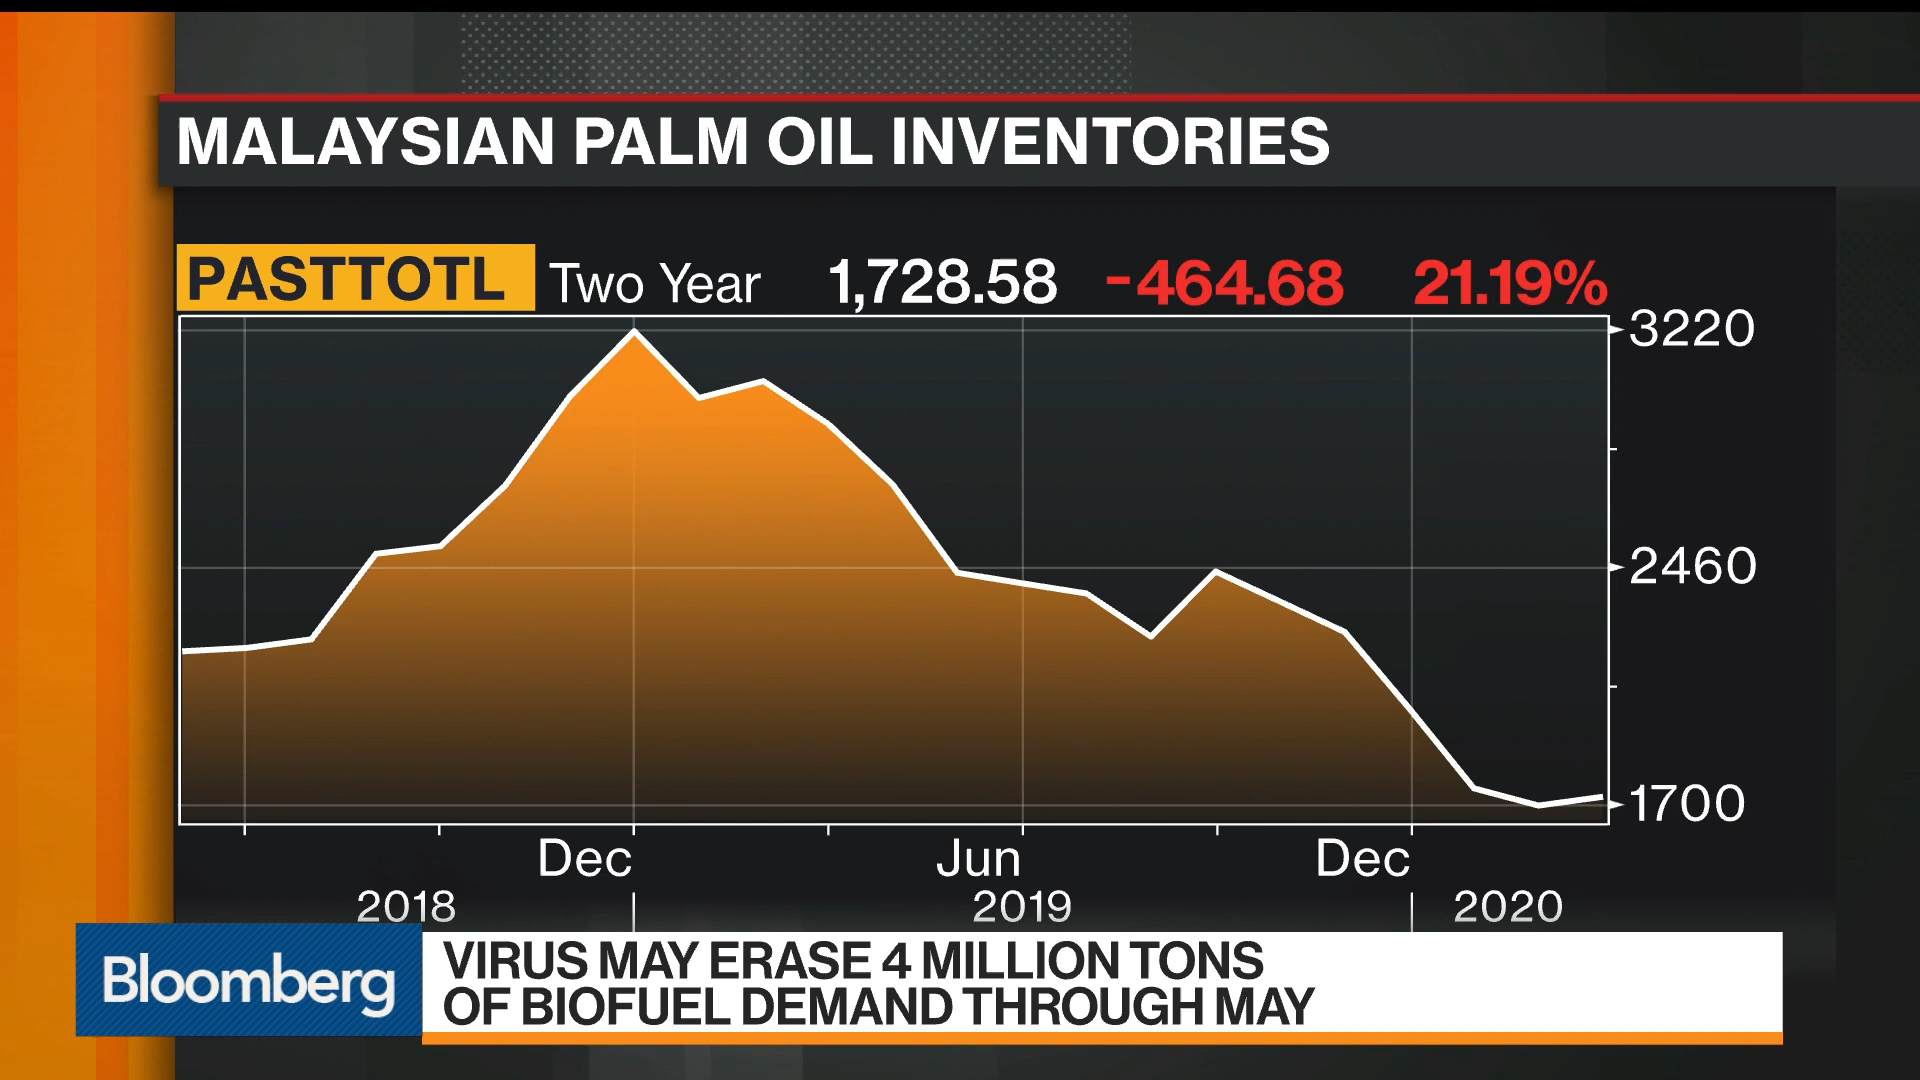 MALAYSIAN PALM OIL INVENTORIES
PASTTOTL Two Year 1,728.58 -464.68 21.19%
3220
2460
1700
Dec Jun Dec
2018 2019 2020
Bloomberg
VIRUS MAY ERASE 4 MILLION TONS
OF BIOFUEL DEMAND THROUGH MAY